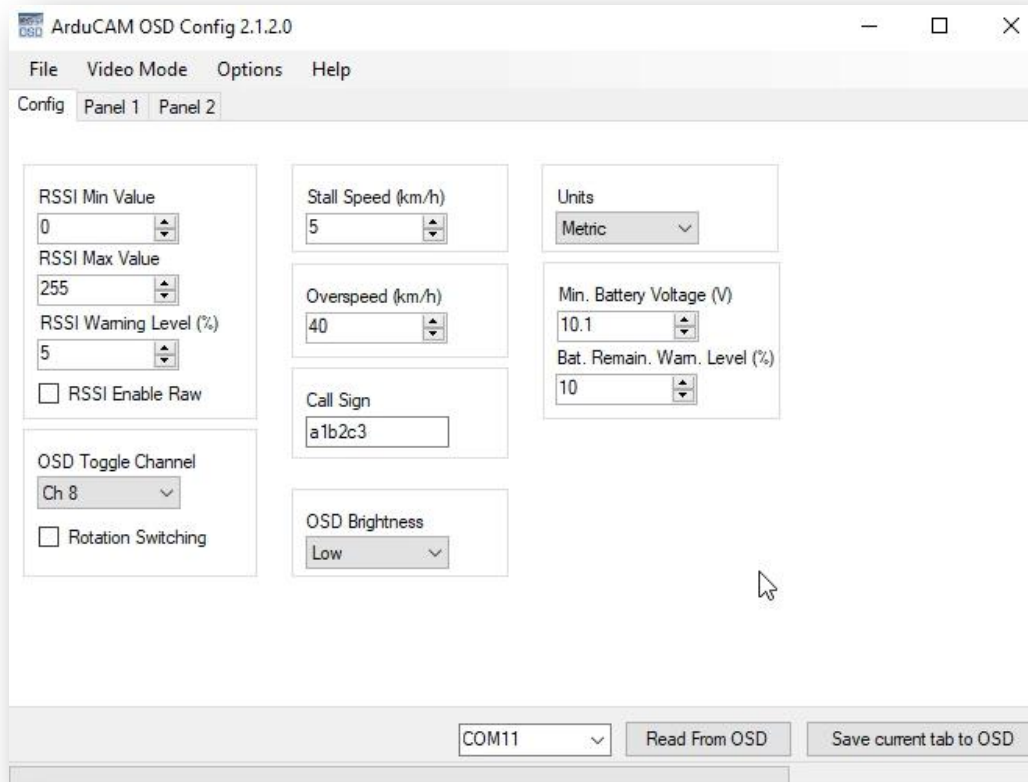 ArduCAM OSD Config 2.1.2.0
File Video Mode Options Help
Config Panel 1 Panel 2
RSSI Min Value
0
RSSI Max Value
255
RSSI Warning Level (%)
5
RSSI Enable Raw
OSD Toggle Channel
Ch 8
Rotation Switching
Stall Speed (km/h)
5
Overspeed (km/h)
40
Call Sign
a1b2c3
OSD Brightness
Low
Units
Metric
Min. Battery Voltage (V)
10.1
Bat. Remain. Warn. Level (%)
10
COM11 Read From OSD Save current tab to OSD